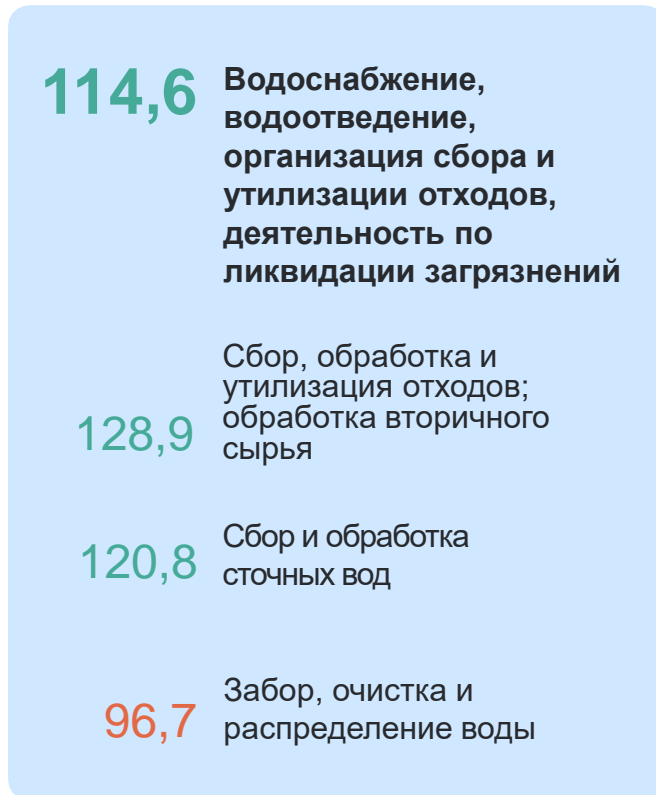 114,6 Водоснабжение,
водоотведение,
организация сбора и
утилизации отходов,
деятельность по
ликвидации загрязнений
Сбор, обработка и
утилизация отходов;
128,9 обработка вторичного
сырья
120,8 Сбор и обработка
сточных вод
96,7 Забор, очистка и
распределение воды